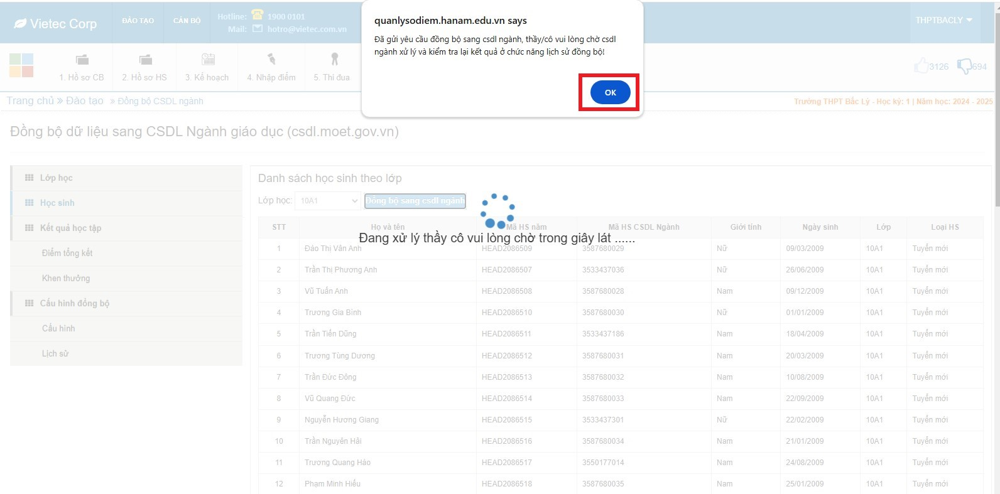 Vietec Corp
ĐÀO TẠO
CÁN BỘ
Hotline: 1900 0101
Mail: hotro@vietec.com.vn
THPTBACLY
quanlysodiem.hanam.edu.vn says
Đã gửi yêu cầu đồng bộ sang csdl ngành, thầy/cô vui lòng chờ csdl
ngành xử lý và kiểm tra lại kết quả ở chức năng lịch sử đồng bộ!
OK
1. Hồ sơ CB
2. Hồ sơ HS
3. Kế hoạch
4. Nhập điểm
5. Thi đua
3126
694
Trang chủ » Đào tạo » Đồng bộ CSDL ngành
Trường THPT Bắc Lý - Học kỳ: 1 | Năm học: 2024 - 2025
Đồng bộ dữ liệu sang CSDL Ngành giáo dục (csdl.moet.gov.vn)
Lớp học
Học sinh
Kết quả học tập
Điểm tổng kết
Khen thưởng
Cấu hình đồng bộ
Cấu hình
Lịch sử
Danh sách học sinh theo lớp
Lớp học: 10A1 Đồng bộ sang csdl ngành
Đang xử lý thầy cô vui lòng chờ trong giây lát ......
STT Họ và tên Mã HS năm Mã HS CSDL Ngành Giới tính Ngày sinh Lớp Loại HS
1 Đào Thị Vân Anh HEAD2086509 3587680029 Nữ 09/03/2009 10A1 Tuyển mới
2 Trần Thị Phương Anh HEAD2086507 3533437036 Nữ 26/06/2009 10A1 Tuyển mới
3 Vũ Tuấn Anh HEAD2086508 3587680028 Nam 09/12/2009 10A1 Tuyển mới
4 Trương Gia Bình HEAD2086510 3587680030 Nữ 01/01/2009 10A1 Tuyển mới
5 Trần Tiến Dũng HEAD2086511 3533437186 Nam 18/04/2009 10A1 Tuyển mới
6 Trương Tùng Dương HEAD2086512 3587680031 Nam 20/03/2009 10A1 Tuyển mới
7 Trần Đức Đông HEAD2086513 3587680032 Nam 10/08/2009 10A1 Tuyển mới
8 Vũ Quang Đức HEAD2086514 3587680033 Nam 22/09/2009 10A1 Tuyển mới
9 Nguyễn Hương Giang HEAD2086515 3533437301 Nữ 22/02/2009 10A1 Tuyển mới
10 Trần Nguyên Hải HEAD2086516 3587680034 Nam 21/01/2009 10A1 Tuyển mới
11 Trương Quang Hào HEAD2086517 3550177014 Nam 24/08/2009 10A1 Tuyển mới
12 Phạm Minh Hiếu HEAD2086518 3587680035 Nam 25/01/2009 10A1 Tuyển mới